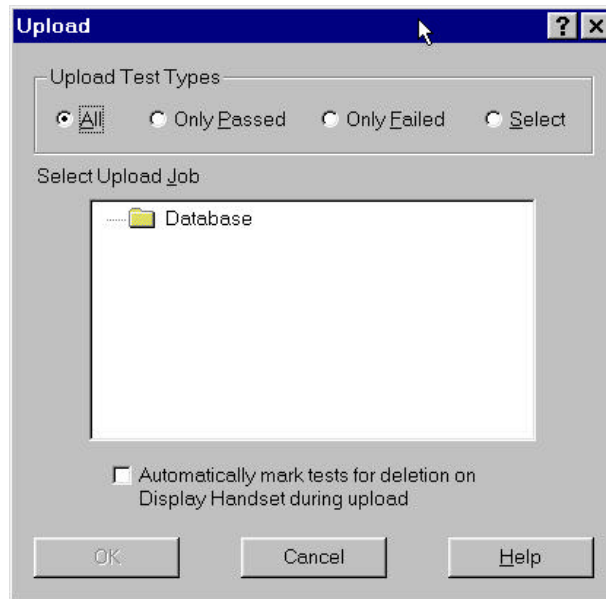 Upload
Upload Test Types
All Only Passed Only Failed Select
Select Upload Job
Database
Automatically mark tests for deletion on
Display Handset during upload
OK Cancel Help